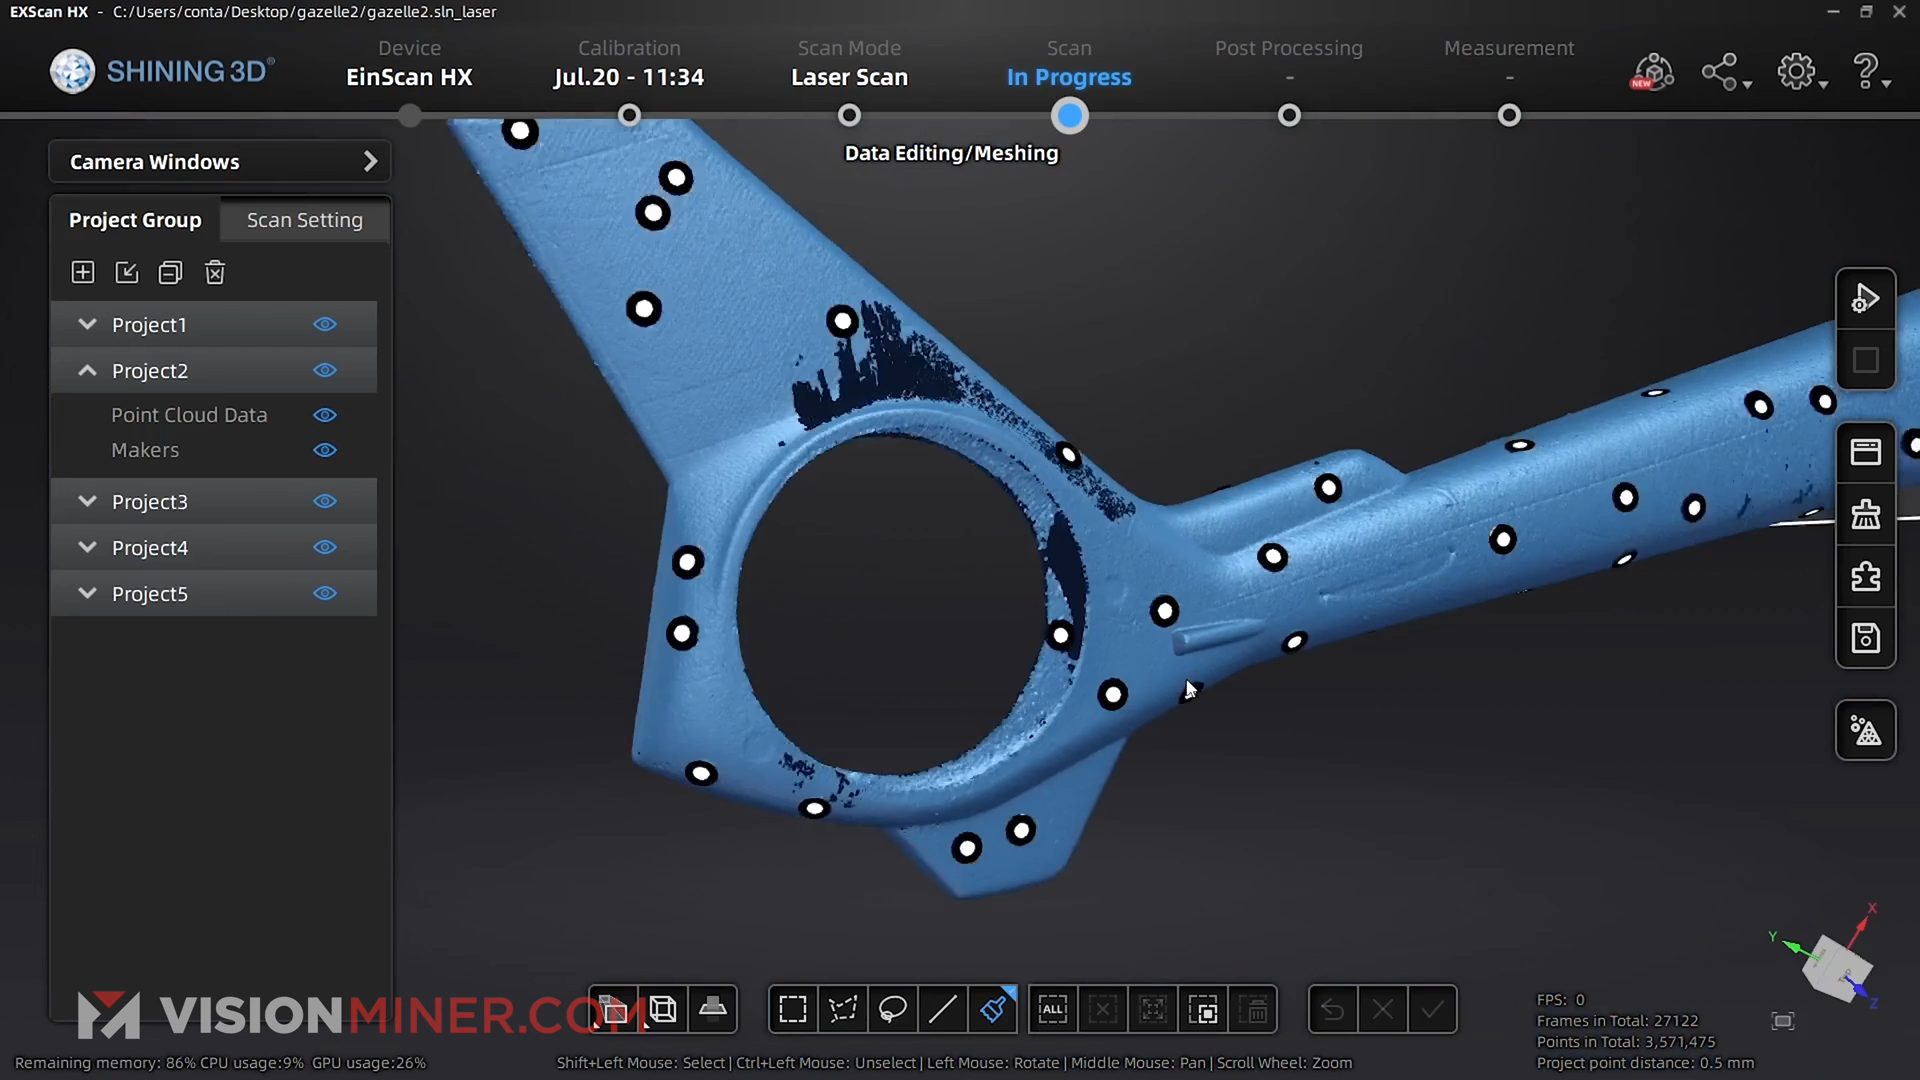 EXScan HX - C:/Users/conta/Desktop/gazelle2/gazelle2.sln_laser
SHINING 3D®
Device
EinScan HX
Calibration
Jul.20 - 11:34
Scan Mode
Laser Scan
Scan
In Progress
Post Processing
-
Measurement
-
NEW
Data Editing/Meshing
Camera Windows
Project Group
Scan Setting
Project1
Project2
Point Cloud Data
Makers
Project3
Project4
Project5
X
Y
Z
VISIONMINER.COM
ALL
FPS: 0
Frames in Total: 27122
Points in Total: 3,571,475
Project point distance: 0.5 mm
Remaining memory: 86% CPU usage:9% GPU usage:26%
Shift+Left Mouse: Select | Ctrl+Left Mouse: Unselect | Left Mouse: Rotate | Middle Mouse: Pan | Scroll Wheel: Zoom